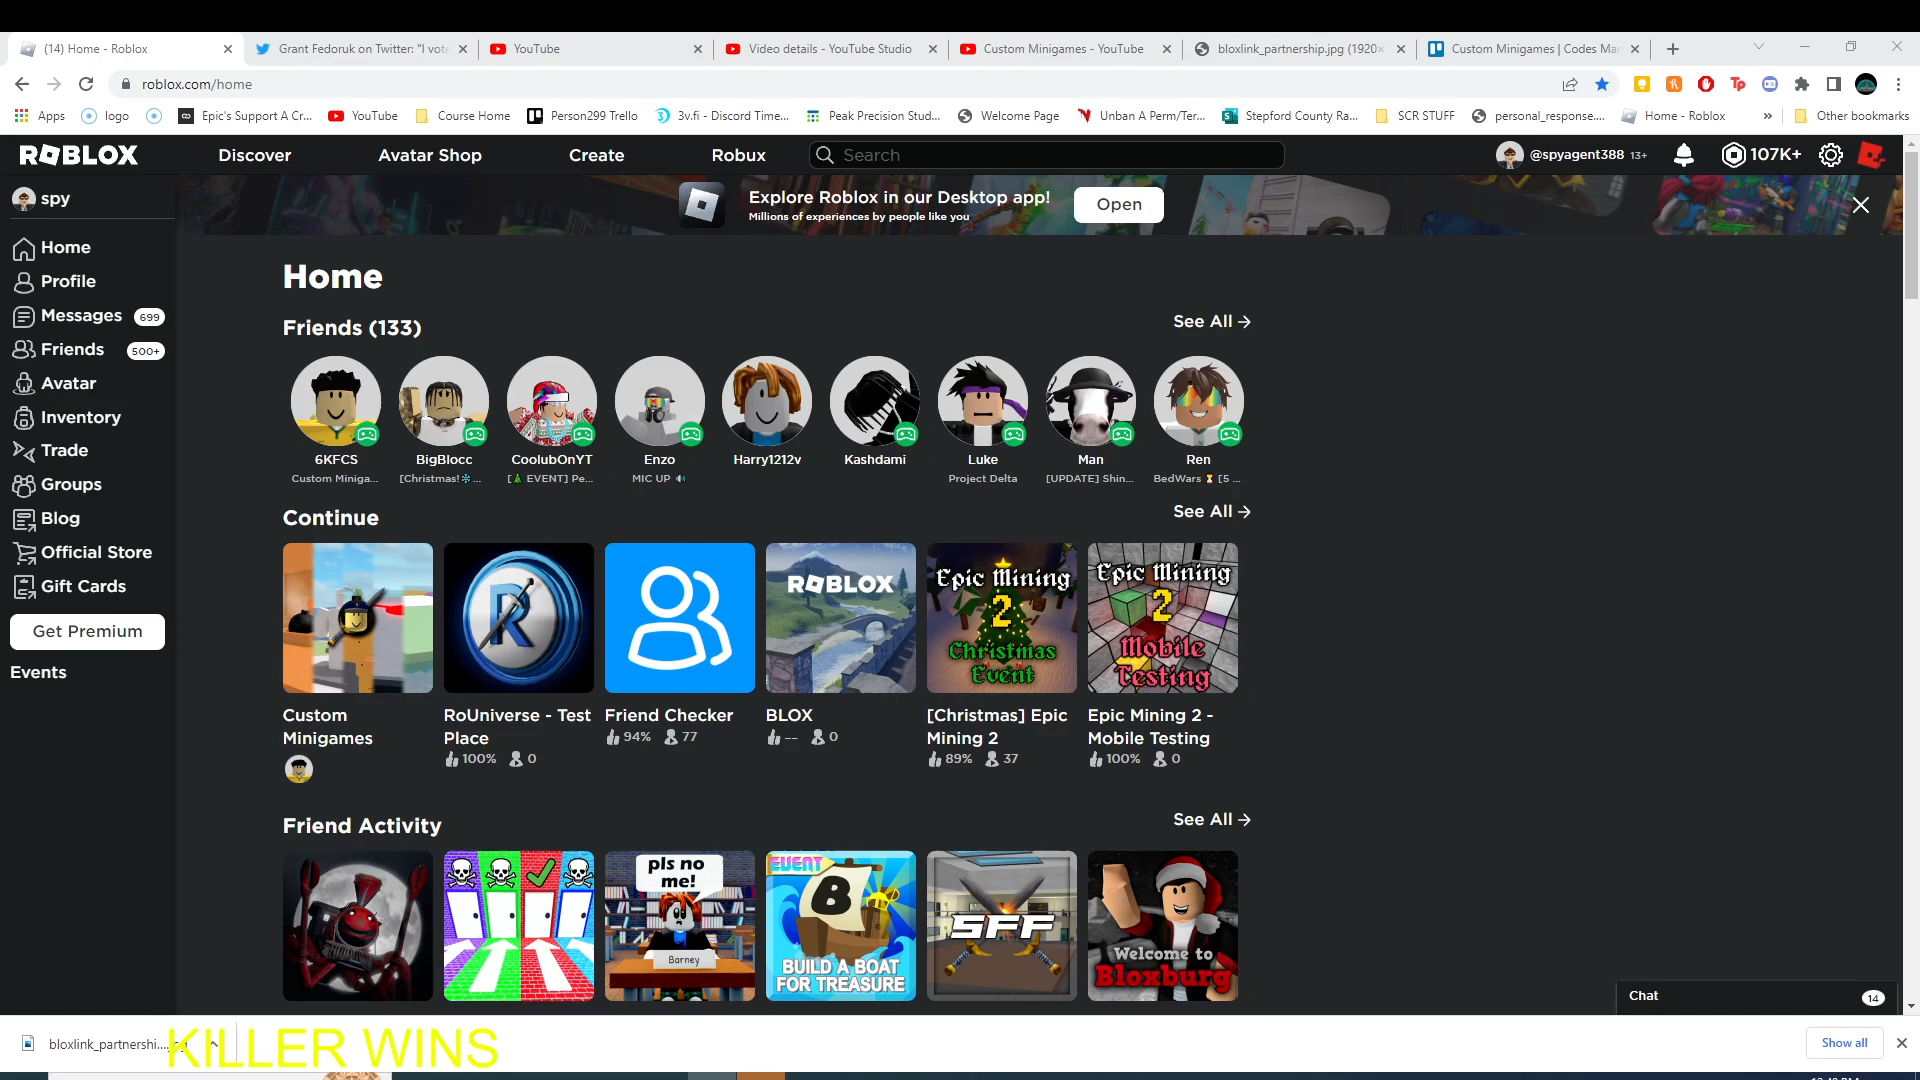 (14) Home - Roblox
Grant Fedoruk on Twitter: "I vote
YouTube
Video details - YouTube Studio
Custom Minigames - YouTube
bloxlink_partnership.jpg (1920×
Custom Minigames | Codes Mar
roblox.com/home
Apps
logo
Epic's Support A Cr...
YouTube
Course Home
Person299 Trello
3v.fi - Discord Time...
Peak Precision Stud...
Welcome Page
Unban A Perm/Ter...
Stepford County Ra...
SCR STUFF
personal_response....
Home - Roblox
»
Other bookmarks
ROBLOX
Discover
Avatar Shop
Create
Robux
Search
@spyagent388 13+
107K+
spy
Explore Roblox in our Desktop app!
Millions of experiences by people like you
Open
Home
Profile
Messages 699
Friends 500+
Avatar
Inventory
Trade
Groups
Blog
Official Store
Gift Cards
Get Premium
Events
Home
Friends (133)
See All →
6KFCS
Custom Miniga...
BigBlocc
[Christmas!❄...
CoolubOnYT
[🎄 EVENT] Pe...
Enzo
MIC UP 🔊
Harry1212v
Kashdami
Luke
Project Delta
Man
[UPDATE] Shin...
Ren
BedWars ⏳ [5 ...
Continue
See All →
R
ROBLOX
Epic Mining
2
Christmas
Event
Epic Mining
2
Mobile
Testing
Custom
Minigames
RoUniverse - Test
Place
100% 0
Friend Checker
94% 77
BLOX
-- 0
[Christmas] Epic
Mining 2
89% 37
Epic Mining 2 -
Mobile Testing
100% 0
Friend Activity
See All →
pls no
me!
Barney
EVENT
B
BUILD A BOAT
FOR TREASURE
SFF
Welcome to
Bloxburg
Chat
14
bloxlink_partnershi....jpg
KILLER WINS
Show all